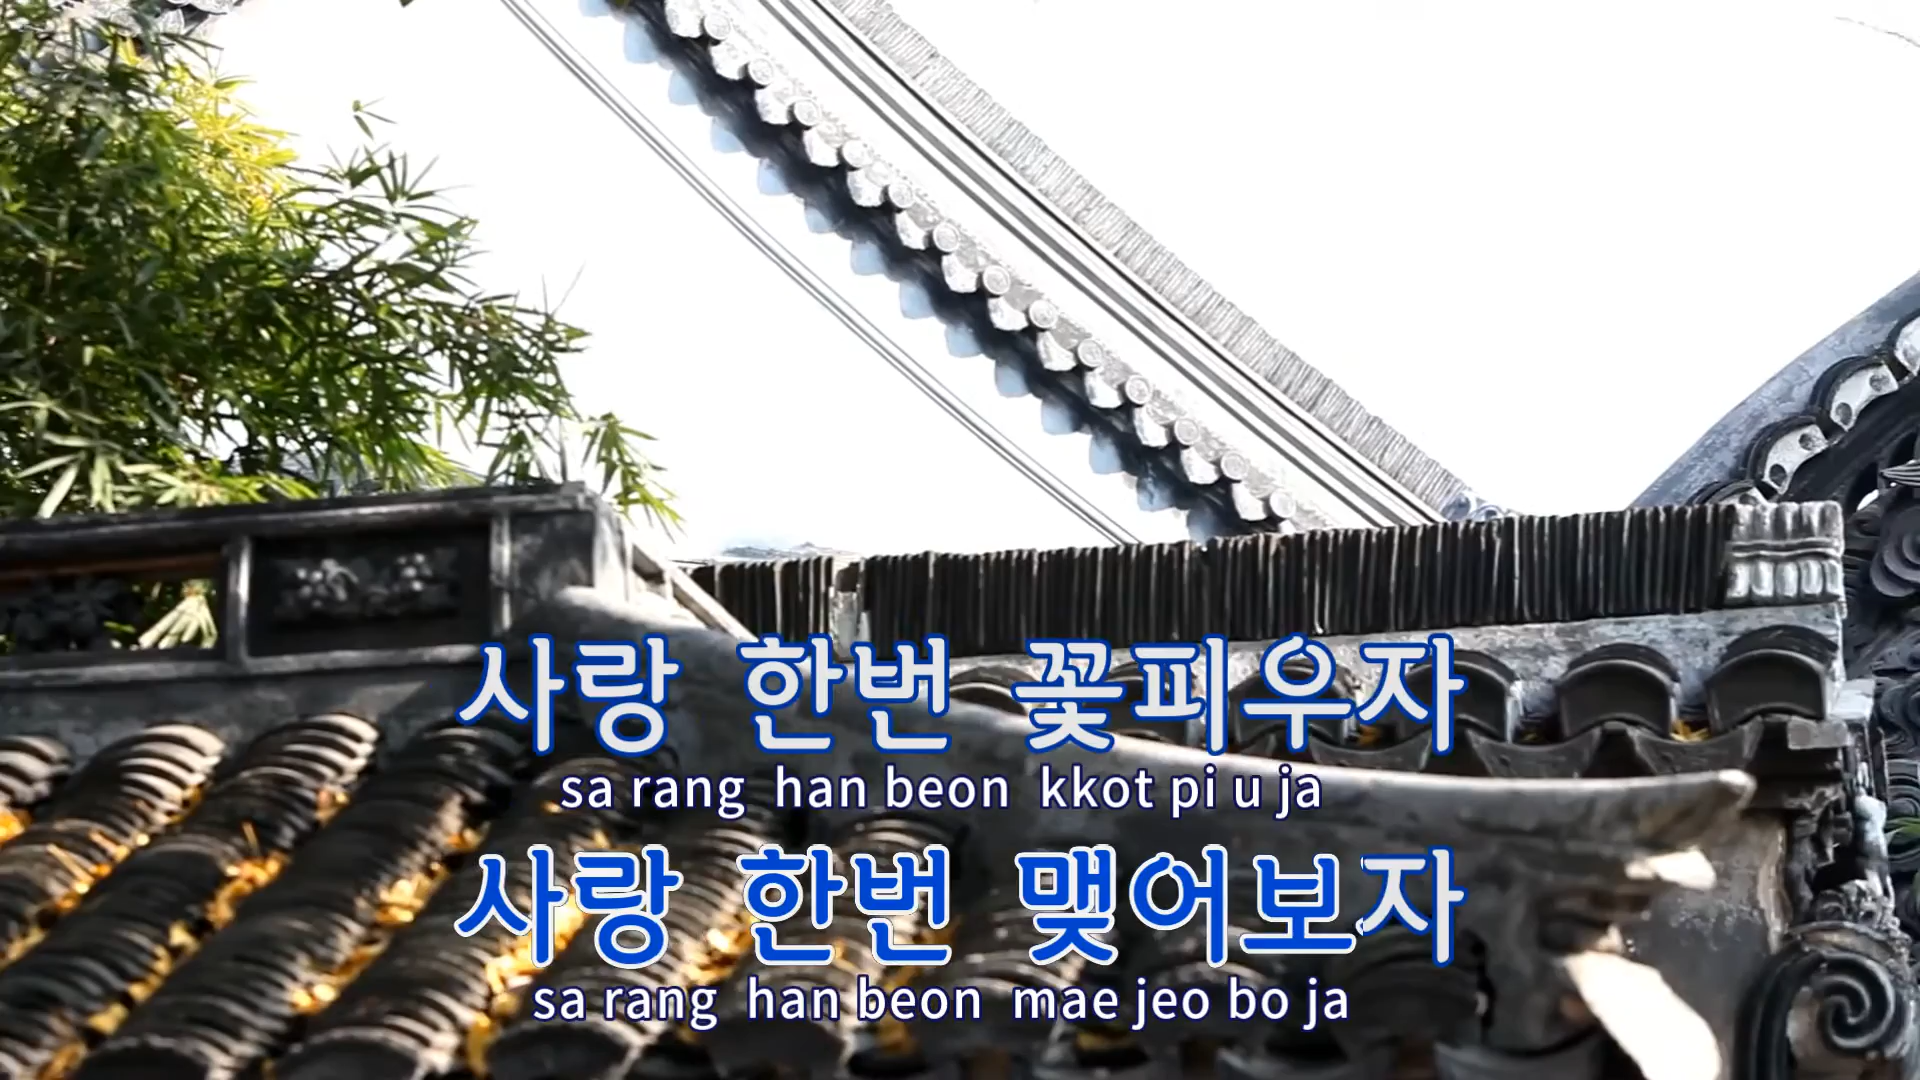 사랑 한번 꽃피우자
sa rang han beon kkot pi u ja
사랑 한번 맺어보자
sa rang han beon mae jeo bo ja